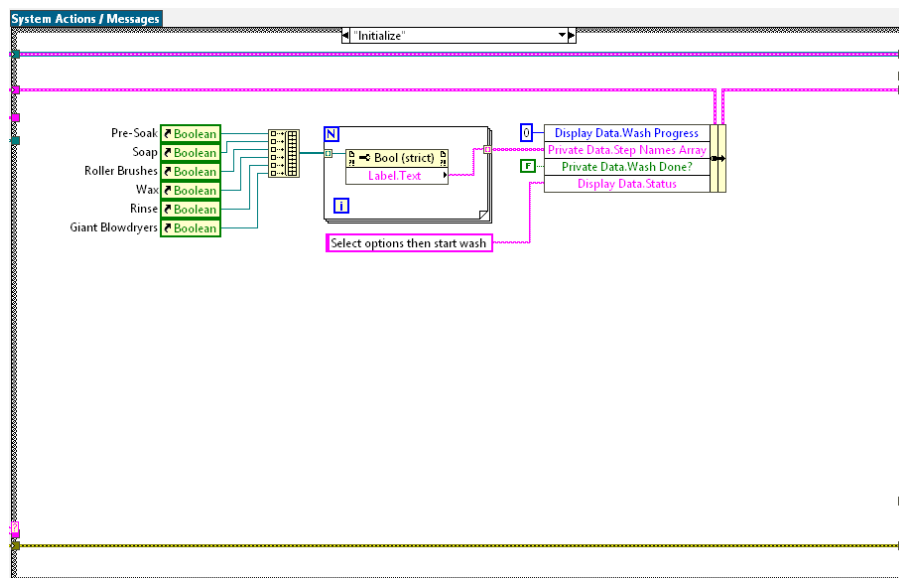 System Actions / Messages
"Initialize"
Pre-Soak Boolean
Soap Boolean
Roller Brushes Boolean
Wax Boolean
Rinse Boolean
Giant Blowdryers Boolean
N
Bool (strict)
Label.Text
i
0 Display Data.Wash Progress
Private Data.Step Names Array
F Private Data.Wash Done?
Display Data.Status
Select options then start wash